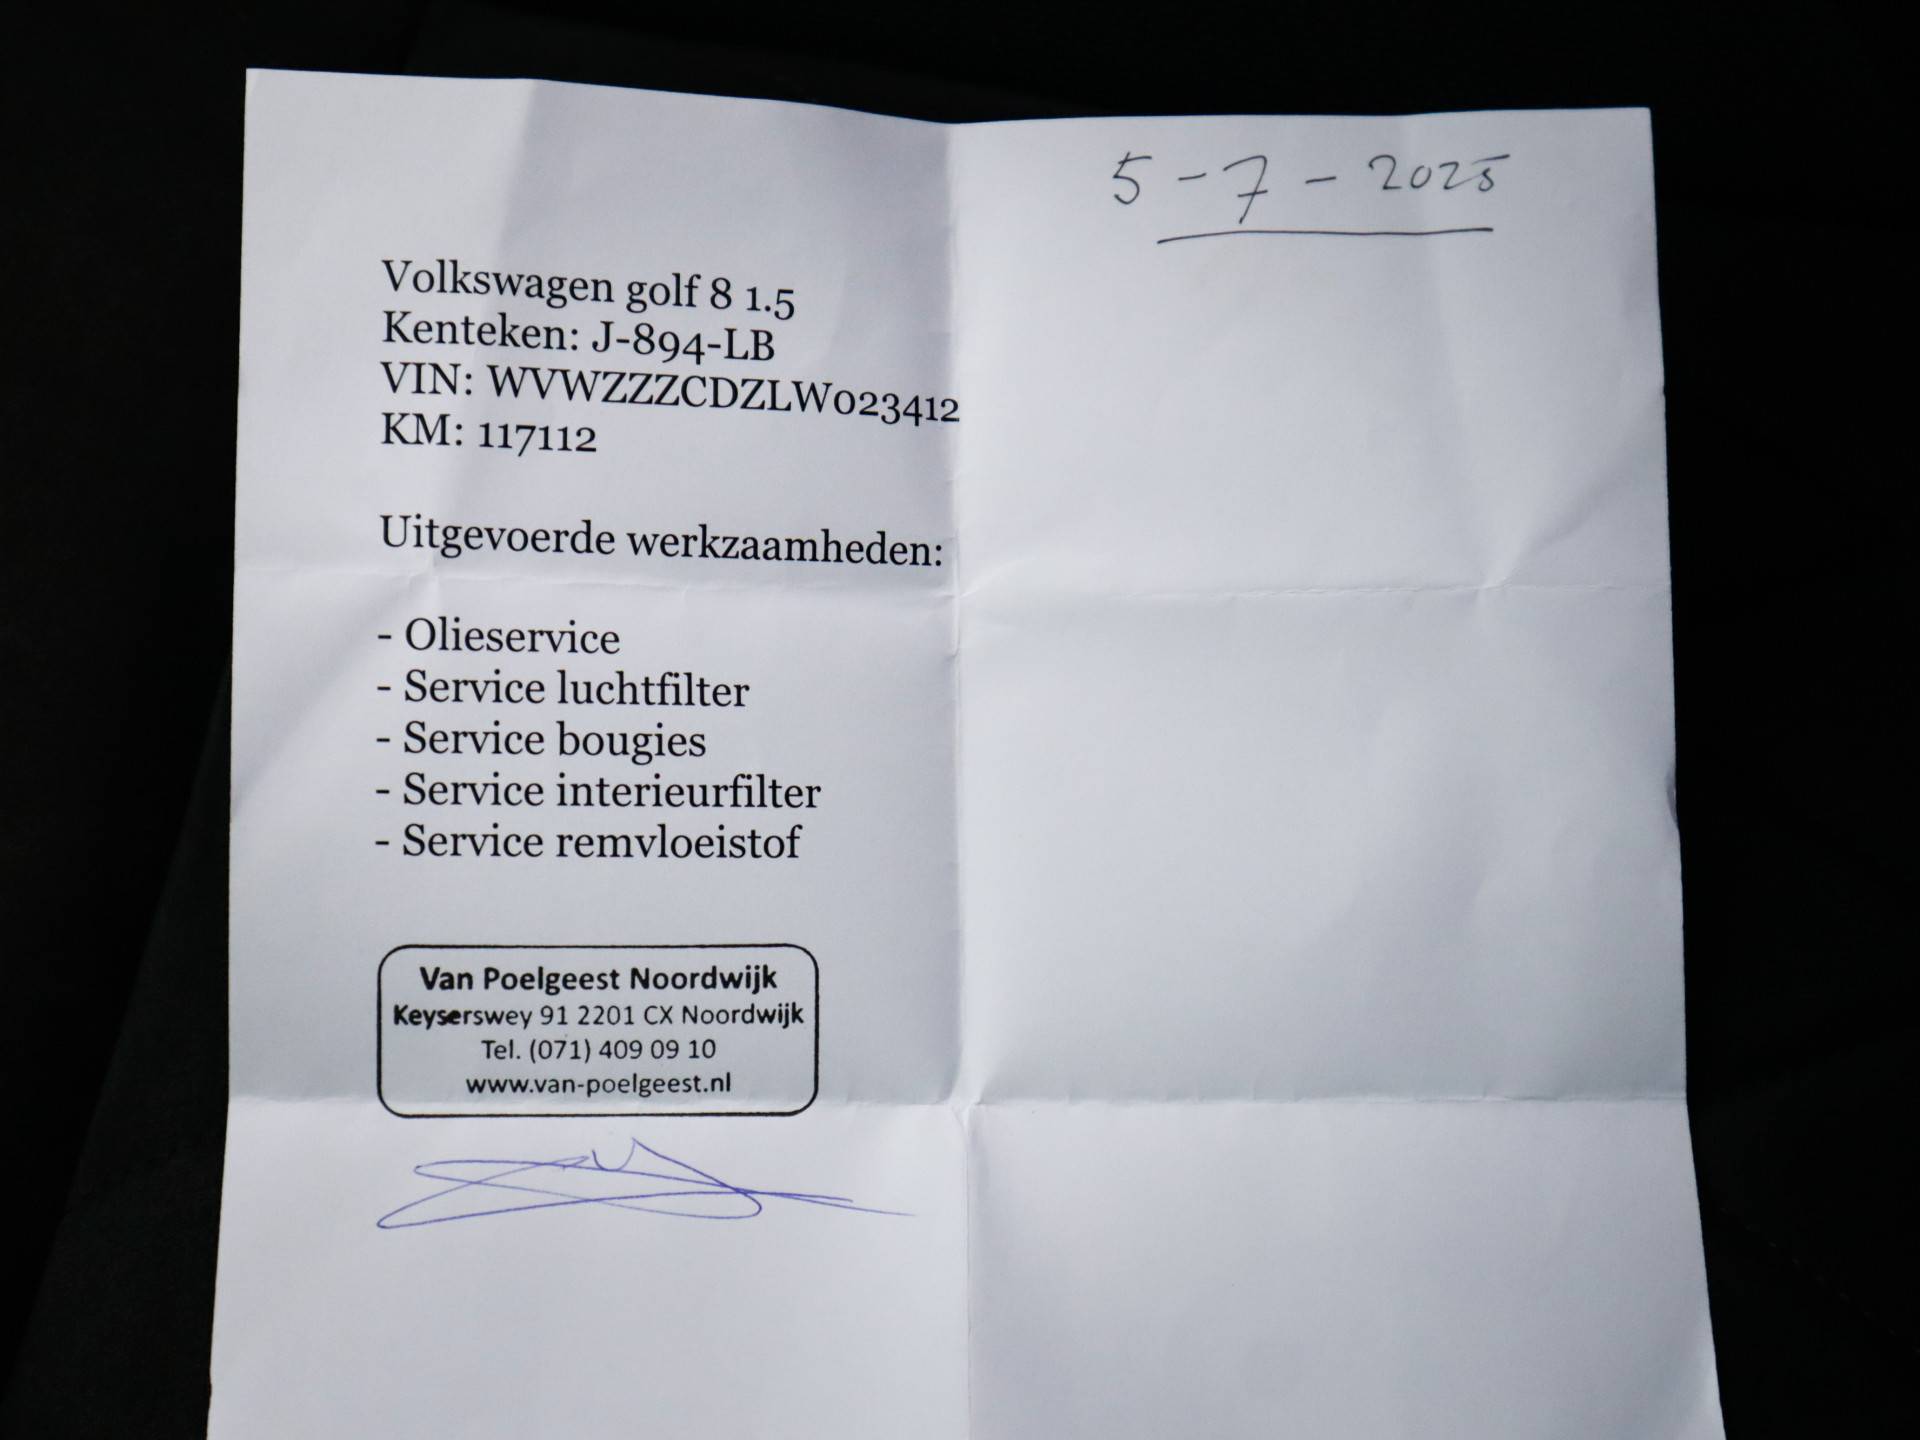 5-7-2025
Volkswagen golf 8 1.5
Kenteken: J-894-LB
VIN: WVWZZZCDZLW023412
KM: 117112
Uitgevoerde werkzaamheden:
- Olieservice
- Service luchtfilter
- Service bougies
- Service interieurfilter
- Service remvloeistof
Van Poelgeest Noordwijk
Keyserswey 91 2201 CX Noordwijk
Tel. (071) 409 09 10
www.van-poelgeest.nl